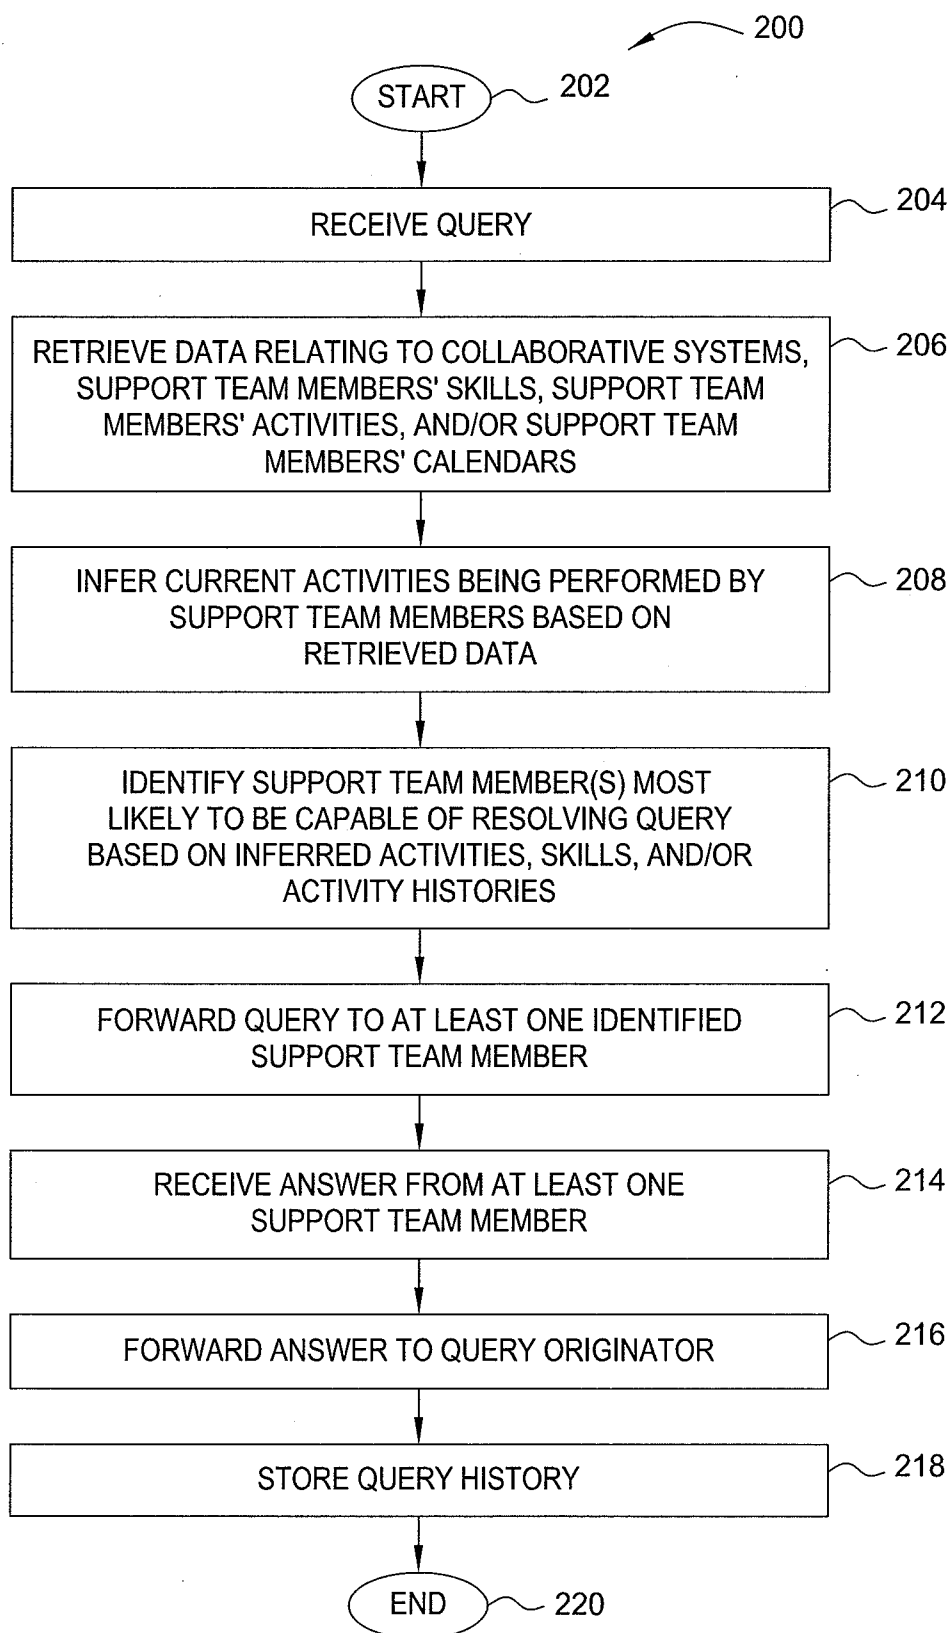 200
START
202
RECEIVE QUERY
204
RETRIEVE DATA RELATING TO COLLABORATIVE SYSTEMS,
SUPPORT TEAM MEMBERS' SKILLS, SUPPORT TEAM
MEMBERS' ACTIVITIES, AND/OR SUPPORT TEAM
MEMBERS' CALENDARS
206
INFER CURRENT ACTIVITIES BEING PERFORMED BY
SUPPORT TEAM MEMBERS BASED ON
RETRIEVED DATA
208
IDENTIFY SUPPORT TEAM MEMBER(S) MOST
LIKELY TO BE CAPABLE OF RESOLVING QUERY
BASED ON INFERRED ACTIVITIES, SKILLS, AND/OR
ACTIVITY HISTORIES
210
FORWARD QUERY TO AT LEAST ONE IDENTIFIED
SUPPORT TEAM MEMBER
212
RECEIVE ANSWER FROM AT LEAST ONE
SUPPORT TEAM MEMBER
214
FORWARD ANSWER TO QUERY ORIGINATOR
216
STORE QUERY HISTORY
218
END
220